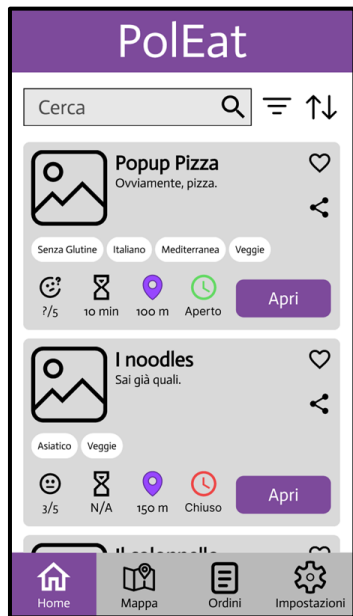 PolEat
Cerca
Popup Pizza
Ovviamente, pizza.
Senza Glutine Italiano Mediterranea Veggie
?/5 10 min 100 m Aperto Apri
I noodles
Sai già quali.
Asiatico Veggie
3/5 N/A 150 m Chiuso Apri
Home Mappa Ordini Impostazioni